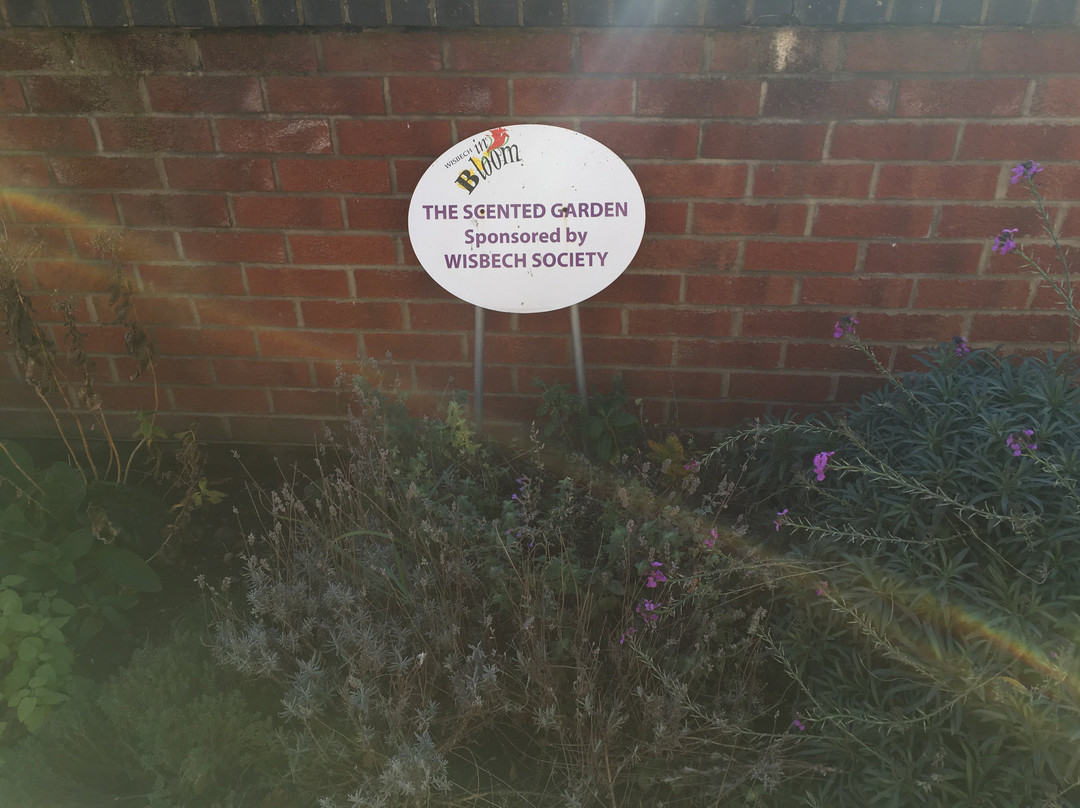 WISBECH in
Bloom
THE SCENTED GARDEN
Sponsored by
WISBECH SOCIETY